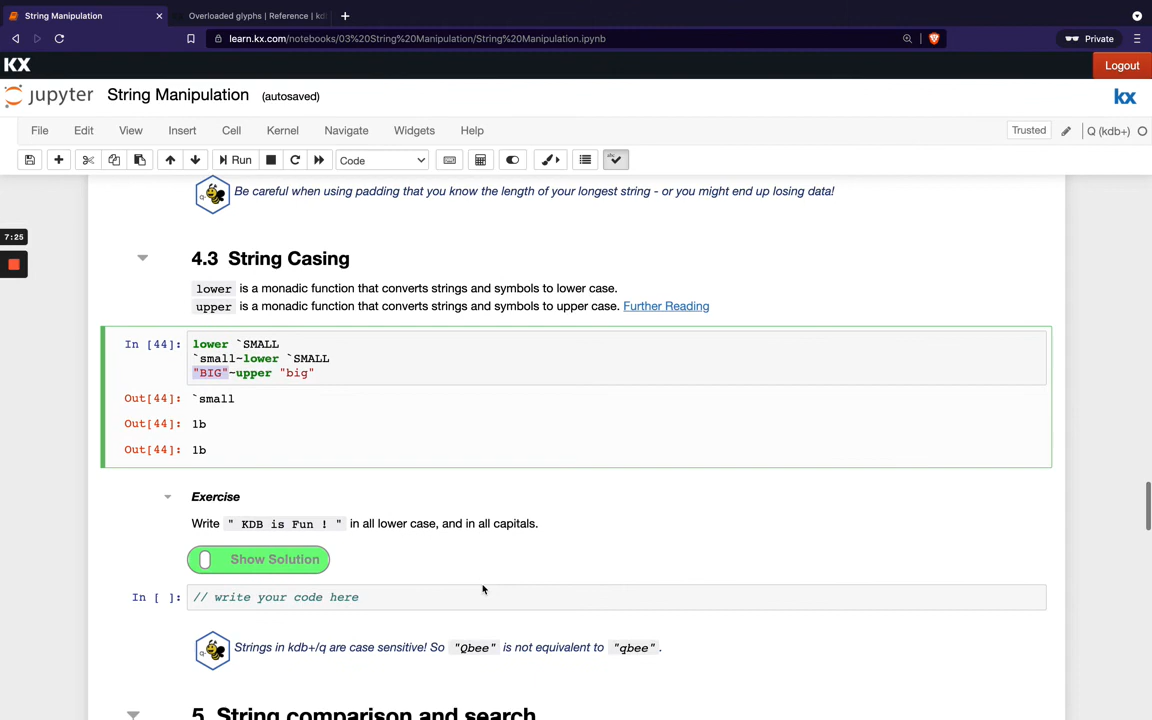 String Manipulation
Overloaded glyphs | Reference | kd
learn.kx.com/notebooks/03%20String%20Manipulation/String%20Manipulation.ipynb
Private
KX
Logout
jupyter String Manipulation (autosaved)
kx
File Edit View Insert Cell Kernel Navigate Widgets Help
Trusted
Q (kdb+)
Run
Code
Be careful when using padding that you know the length of your longest string - or you might end up losing data!
7:25
4.3 String Casing
lower is a monadic function that converts strings and symbols to lower case.
upper is a monadic function that converts strings and symbols to upper case. Further Reading
In [44]: lower `SMALL
`small~lower `SMALL
"BIG"~upper "big"
Out[44]: `small
Out[44]: 1b
Out[44]: 1b
Exercise
Write " KDB is Fun ! " in all lower case, and in all capitals.
Show Solution
In [ ]: // write your code here
Strings in kdb+/q are case sensitive! So "Qbee" is not equivalent to "qbee".
5. String comparison and search